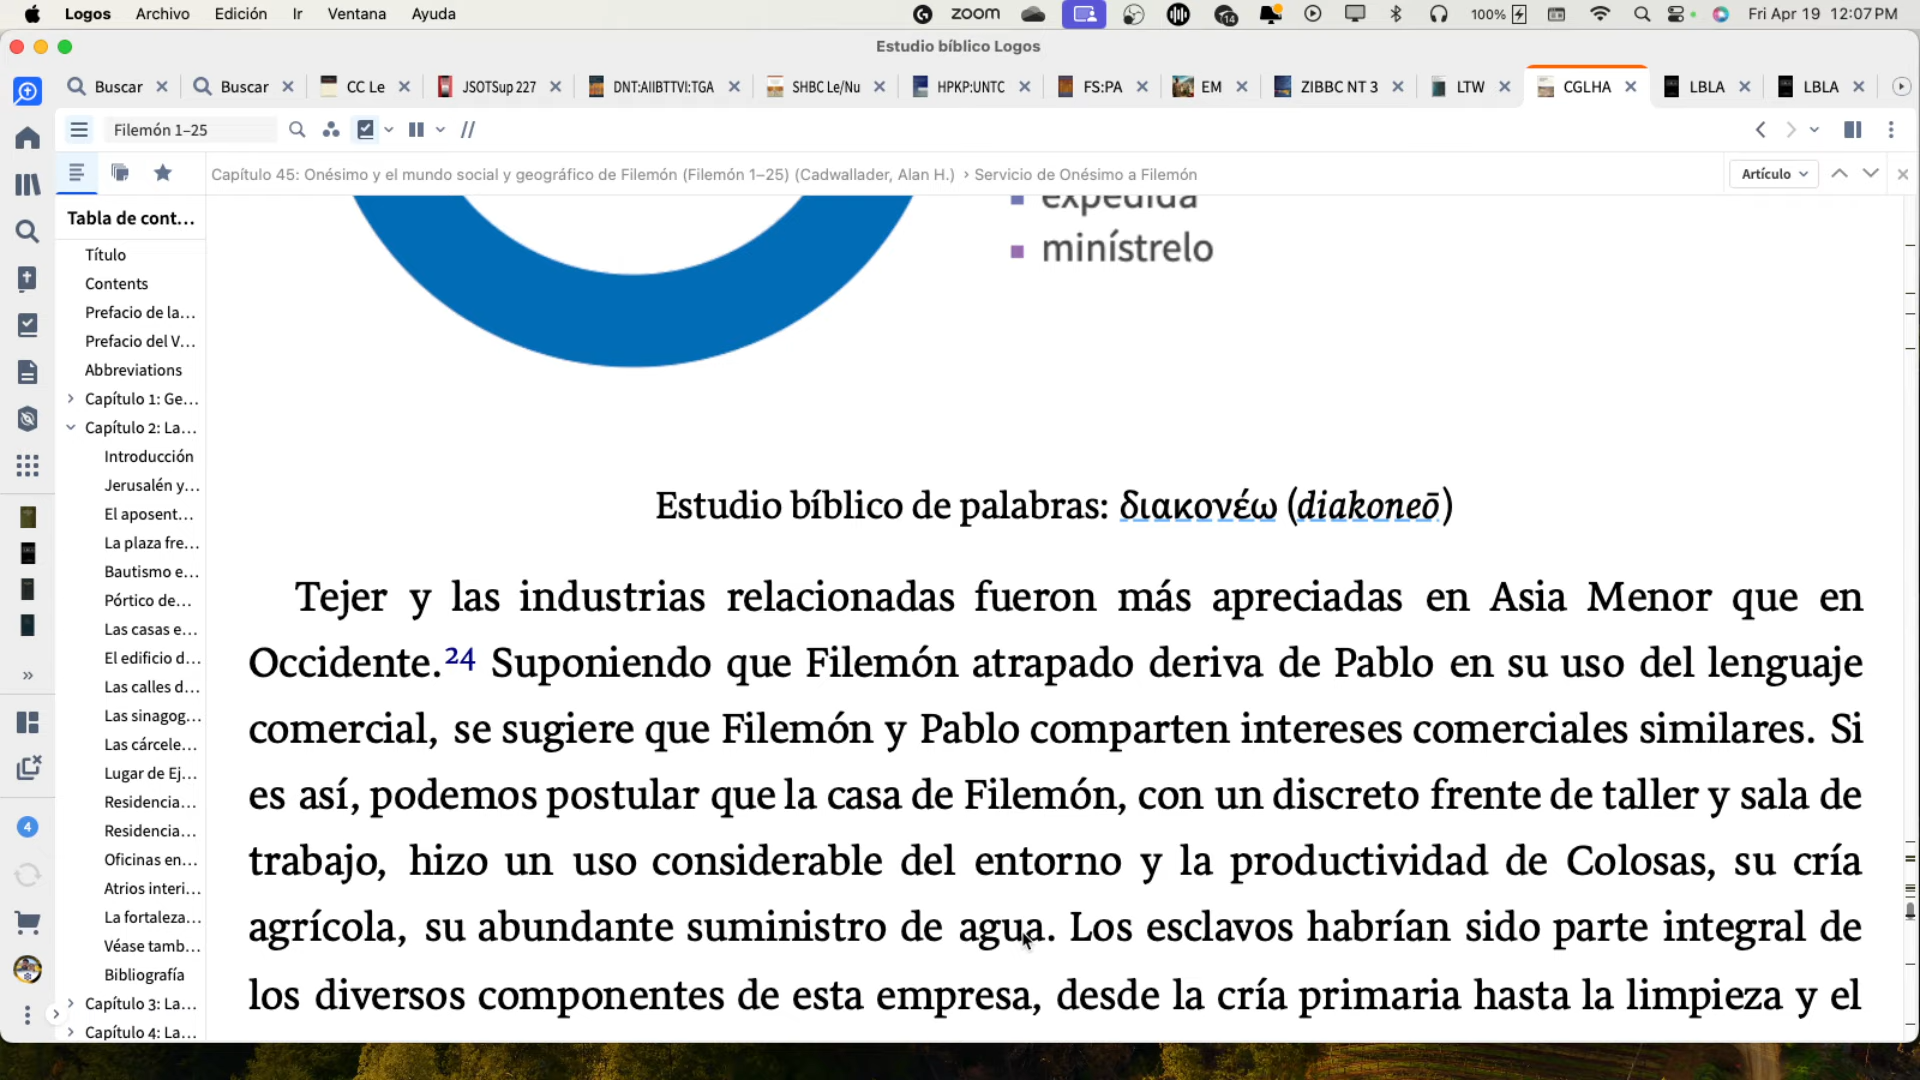 Logos Archivo Edición Ir Ventana Ayuda zoom 14 100% Fri Apr 19 12:07 PM
Estudio bíblico Logos
Buscar Buscar CC Le JSOTSup 227 DNT:AIIBTTVI:TGA SHBC Le/Nu HPKP:UNTC FS:PA EM ZIBBC NT 3 LTW CGLHA LBLA LBLA
Filemón 1–25
Capítulo 45: Onésimo y el mundo social y geográfico de Filemón (Filemón 1–25) (Cadwallader, Alan H.) › Servicio de Onésimo a Filemón Artículo
Tabla de cont...
Título
Contents
Prefacio de la...
Prefacio del V...
Abbreviations
Capítulo 1: Ge...
Capítulo 2: La...
Introducción
Jerusalén y...
El aposent...
La plaza fre...
Bautismo e...
Pórtico de...
Las casas e...
El edificio d...
Las calles d...
Las sinagog...
Las cárcele...
Lugar de Ej...
Residencia...
Residencia...
Oficinas en...
Atrios interi...
La fortaleza...
Véase tamb...
Bibliografía
Capítulo 3: La...
Capítulo 4: La...
4
expedida
minístrelo
Estudio bíblico de palabras: διακονέω (diakoneō)
Tejer y las industrias relacionadas fueron más apreciadas en Asia Menor que en
Occidente.24 Suponiendo que Filemón atrapado deriva de Pablo en su uso del lenguaje
comercial, se sugiere que Filemón y Pablo comparten intereses comerciales similares. Si
es así, podemos postular que la casa de Filemón, con un discreto frente de taller y sala de
trabajo, hizo un uso considerable del entorno y la productividad de Colosas, su cría
agrícola, su abundante suministro de agua. Los esclavos habrían sido parte integral de
los diversos componentes de esta empresa, desde la cría primaria hasta la limpieza y el